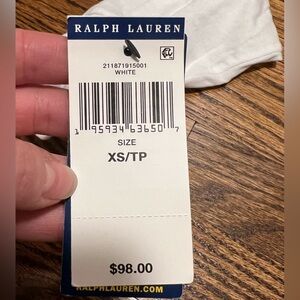 RALPH LAUREN
211871915001
WHITE
1 95934 63650 7
SIZE
XS/TP
$98.00
RALPHLAUREN.COM